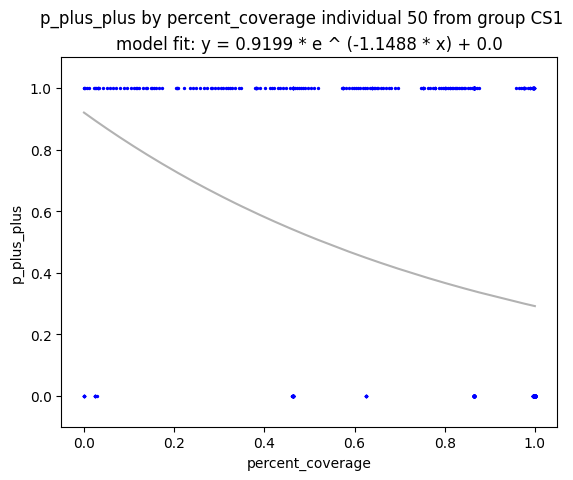 p_plus_plus by percent_coverage individual 50 from group CS1
model fit: y = 0.9199 * e ^ (-1.1488 * x) + 0.0
1.0
0.8
0.6
0.4
0.2
0.0
p_plus_plus
0.0 0.2 0.4 0.6 0.8 1.0
percent_coverage